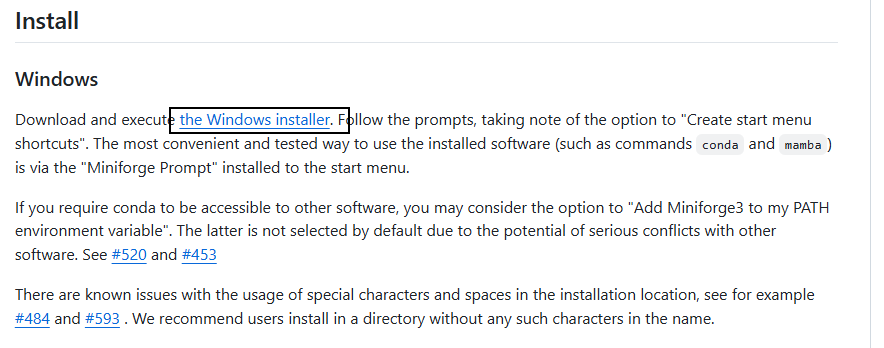 Install
Windows
Download and execute the Windows installer. Follow the prompts, taking note of the option to "Create start menu
shortcuts". The most convenient and tested way to use the installed software (such as commands conda and mamba)
is via the "Miniforge Prompt" installed to the start menu.
If you require conda to be accessible to other software, you may consider the option to "Add Miniforge3 to my PATH
environment variable". The latter is not selected by default due to the potential of serious conflicts with other
software. See #520 and #453
There are known issues with the usage of special characters and spaces in the installation location, see for example
#484 and #593 . We recommend users install in a directory without any such characters in the name.